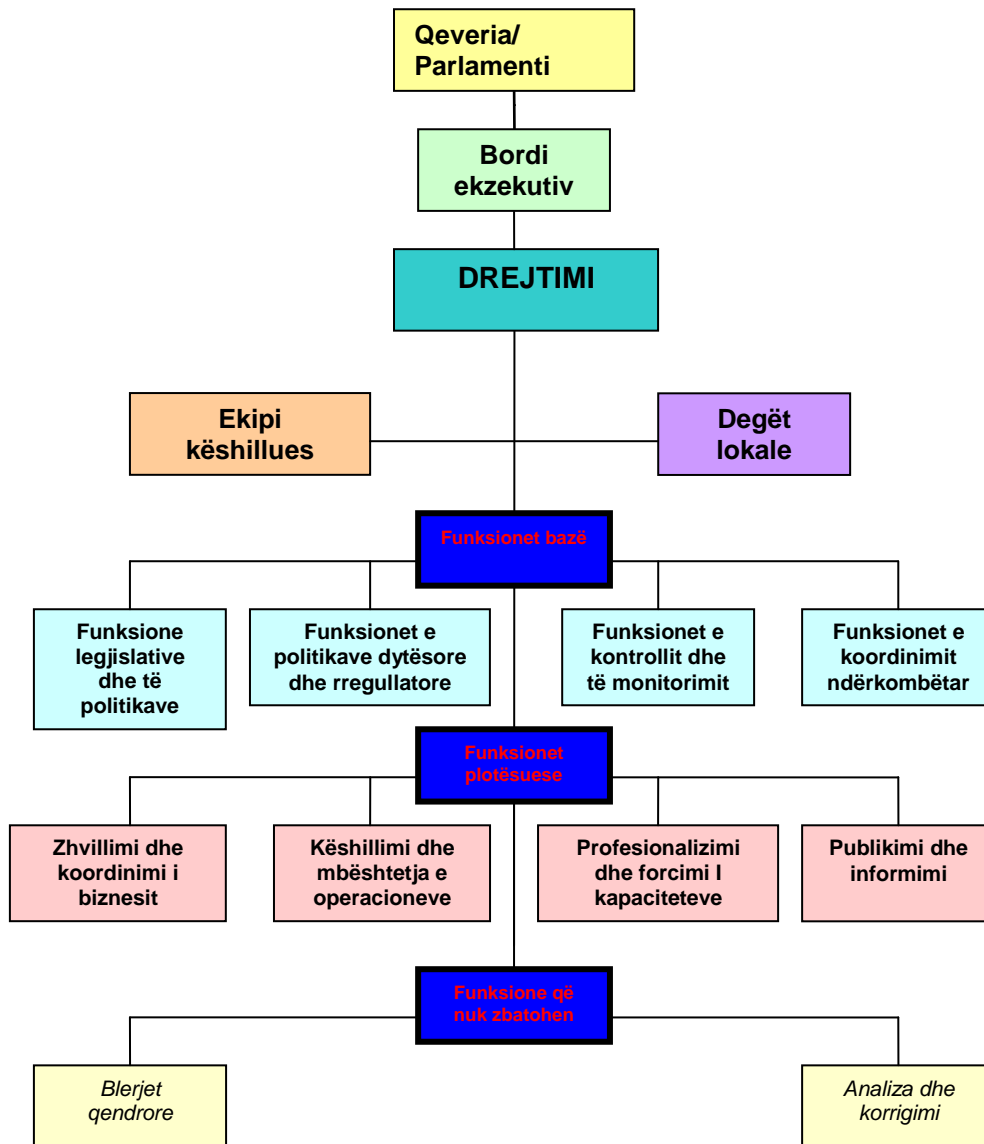 Qeveria/
Parlamenti
Bordi
ekzekutiv
DREJTIMI
Ekipi
këshillues
Degët
lokale
Funksionet bazë
Funksione
legjislative
dhe të
politikave
Funksionet e
politikave dytësore
dhe rregullatore
Funksionet e
kontrollit dhe
të monitorimit
Funksionet e
koordinimit
ndërkombëtar
Funksionet
plotësuese
Zhvillimi dhe
koordinimi i
biznesit
Këshillimi dhe
mbështetja e
operacioneve
Profesionalizimi
dhe forcimi I
kapaciteteve
Publikimi dhe
informimi
Funksione që
nuk zbatohen
Blerjet
qendrore
Analiza dhe
korrigimi